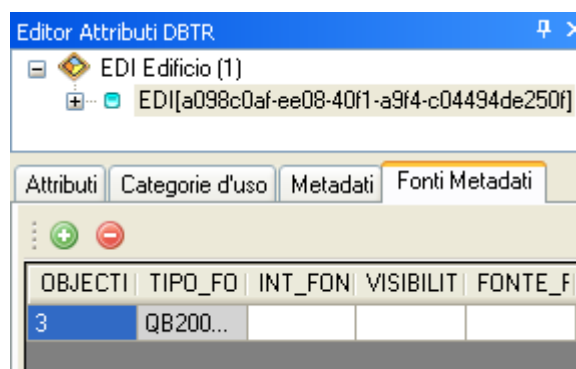 Editor Attributi DBTR
EDI Edificio (1)
EDI[a098c0af-ee08-40f1-a9f4-c04494de250f]
Attributi Categorie d'uso Metadati Fonti Metadati
OBJECTI TIPO_FO INT_FON VISIBILIT FONTE_F
3 QB200...